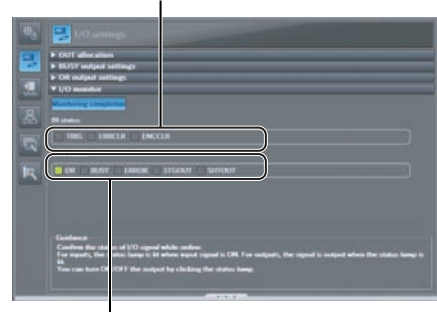 I/O settings
OUT allocation
BUSY output settings
OR output settings
I/O monitor
Monitoring completion
IN status
TRIG ERRCLR ENCCLR
OR BUSY ERROR STGOUT SHTOUT
Guidance
Confirm the status of I/O signal while online.
For inputs, the status lamp is lit when input signal is ON. For outputs, the signal is output when the status lamp is
lit.
You can turn ON/OFF the output by clicking the status lamp.